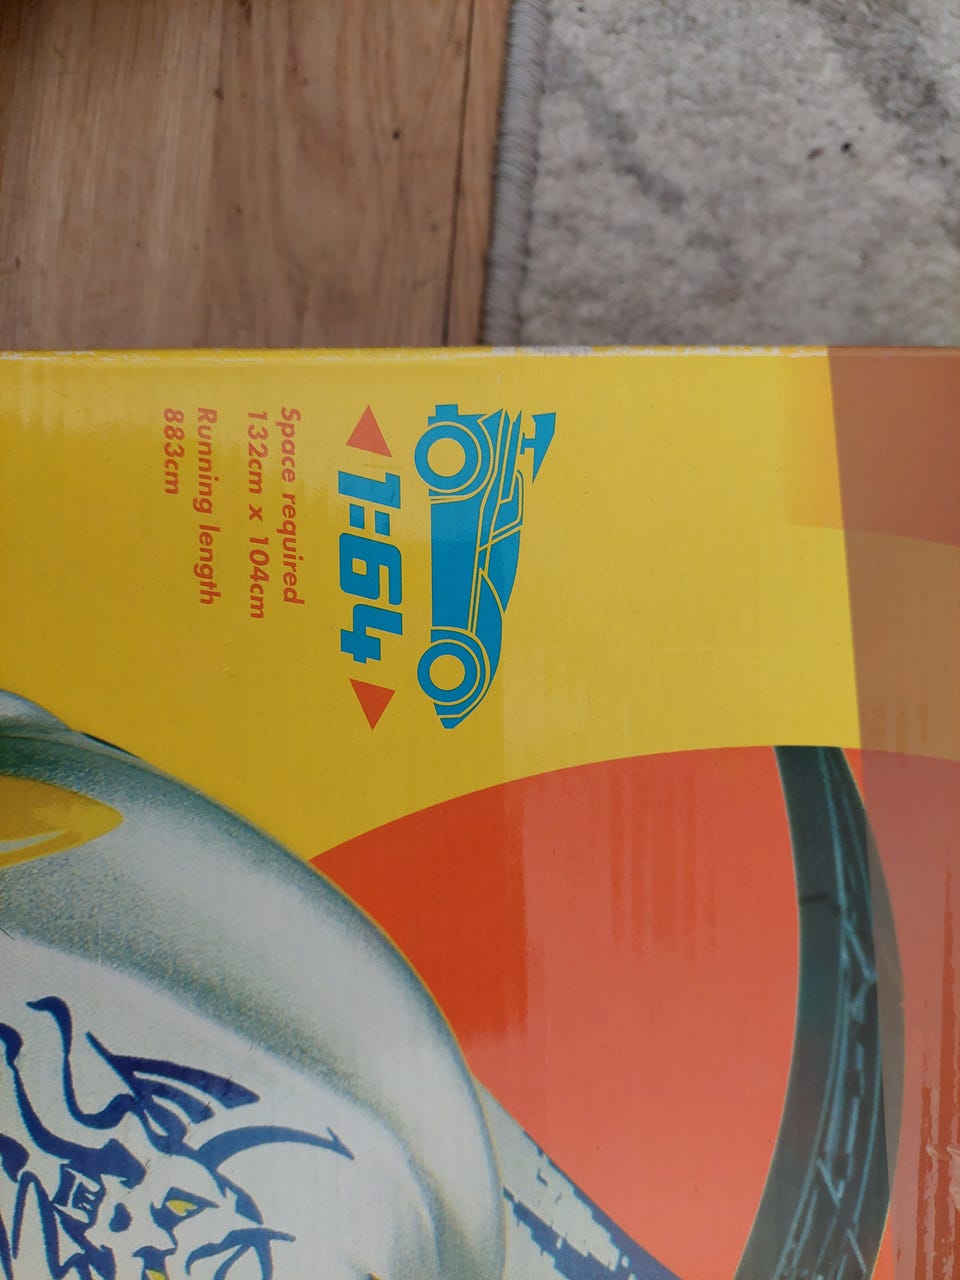 1:64
Space required
132cm x 104cm
Running length
883cm